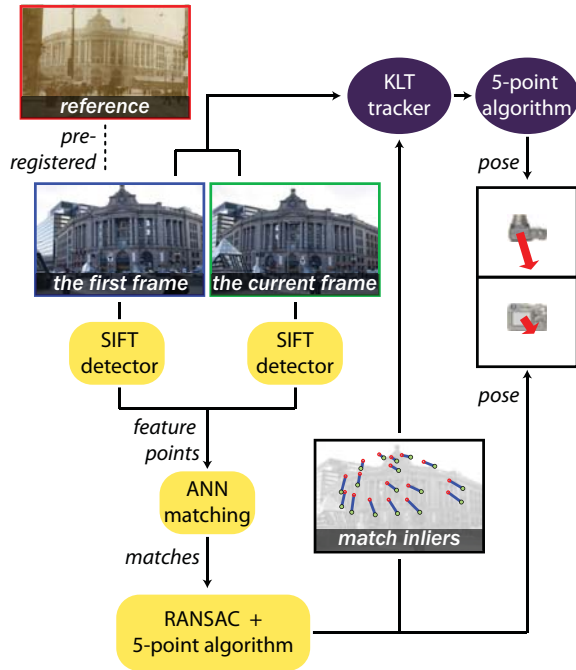 reference
pre-
registered
KLT
tracker
5-point
algorithm
pose
the first frame
the current frame
SIFT
detector
SIFT
detector
pose
feature
points
ANN
matching
match inliers
matches
RANSAC +
5-point algorithm